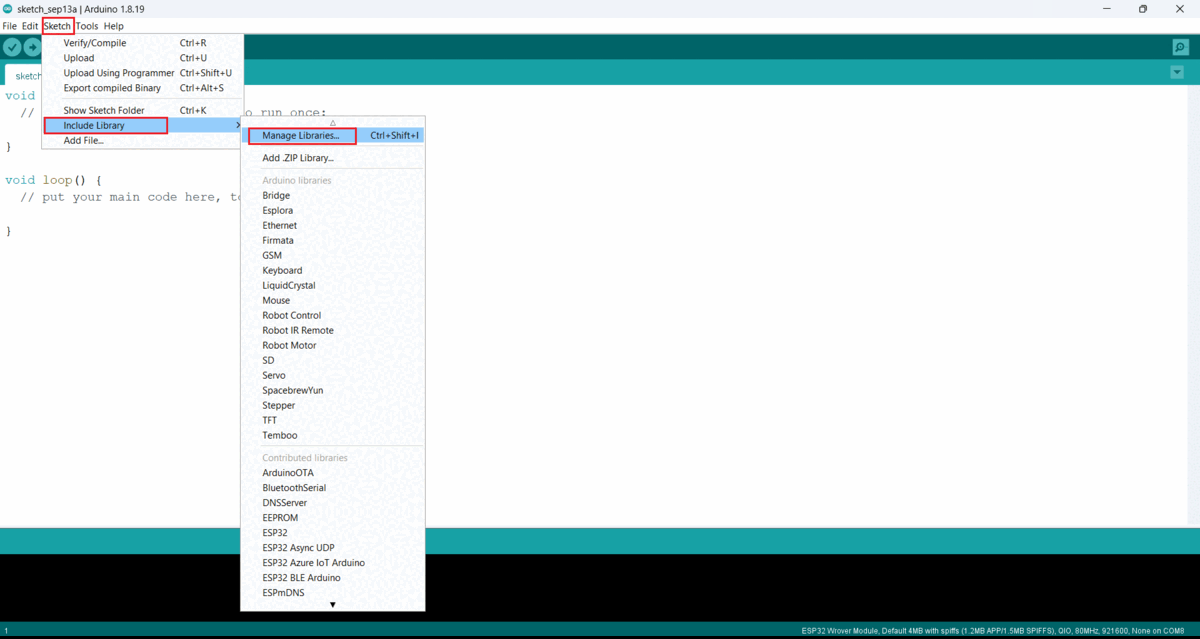 sketch_sep13a | Arduino 1.8.19
File Edit Sketch Tools Help
Verify/Compile Ctrl+R
Upload Ctrl+U
Upload Using Programmer Ctrl+Shift+U
Export compiled Binary Ctrl+Alt+S
Show Sketch Folder Ctrl+K
Include Library
Add File...
sketch
void
//
o run once:
}
void loop() {
// put your main code here, to
}
Manage Libraries... Ctrl+Shift+I
Add .ZIP Library...
Arduino libraries
Bridge
Esplora
Ethernet
Firmata
GSM
Keyboard
LiquidCrystal
Mouse
Robot Control
Robot IR Remote
Robot Motor
SD
Servo
SpacebrewYun
Stepper
TFT
Temboo
Contributed libraries
ArduinoOTA
BluetoothSerial
DNSServer
EEPROM
ESP32
ESP32 Async UDP
ESP32 Azure IoT Arduino
ESP32 BLE Arduino
ESPmDNS
1
ESP32 Wrover Module, Default 4MB with spiffs (1.2MB APP/1.5MB SPIFFS), QIO, 80MHz, 921600, None on COM8